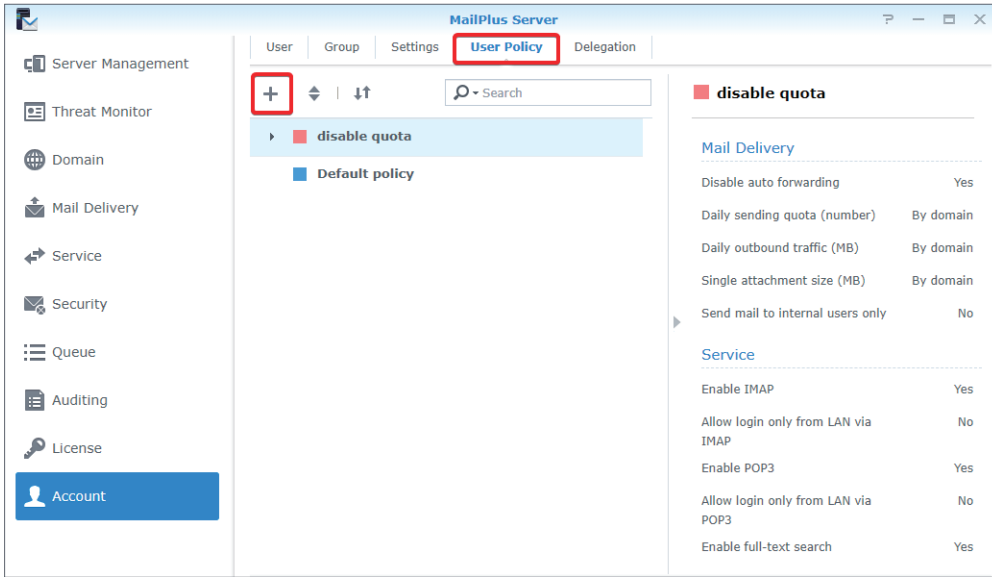 MailPlus Server
Server Management
Threat Monitor
Domain
Mail Delivery
Service
Security
Queue
Auditing
License
Account
User Group Settings User Policy Delegation
Search
disable quota
Default policy
disable quota
Mail Delivery
Disable auto forwarding Yes
Daily sending quota (number) By domain
Daily outbound traffic (MB) By domain
Single attachment size (MB) By domain
Send mail to internal users only No
Service
Enable IMAP Yes
Allow login only from LAN via No
IMAP
Enable POP3 Yes
Allow login only from LAN via No
POP3
Enable full-text search Yes